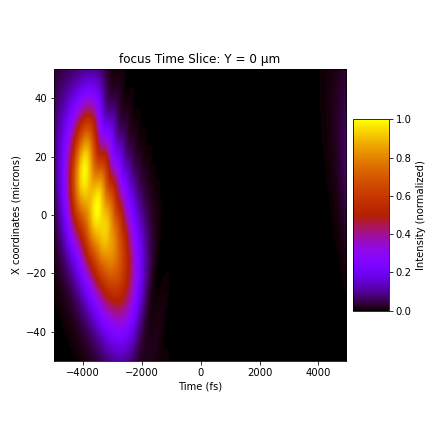 focus Time Slice: Y = 0 μm
X coordinates (microns)
40
20
0
−20
−40
−4000 −2000 0 2000 4000
Time (fs)
1.0
0.8
0.6
0.4
0.2
0.0
Intensity (normalized)